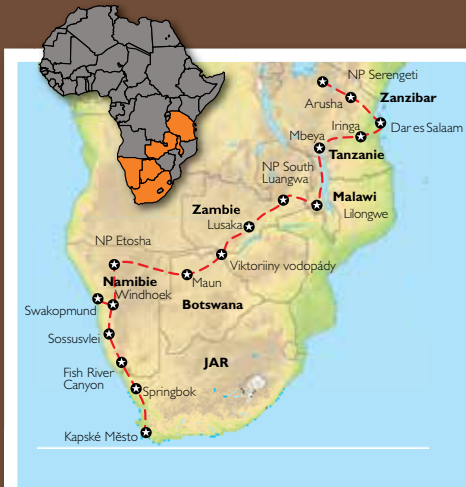 NP Serengeti
Arusha
Zanzibar
Iringa
Dar es Salaam
Mbeya
Tanzanie
NP South
Luangwa
Malawi
Zambie
Lilongwe
Lusaka
NP Etosha
Viktoriiny vodopády
Namibie
Maun
Windhoek
Swakopmund
Botswana
Sossusvlei
JAR
Fish River
Canyon
Springbok
Kapské Město